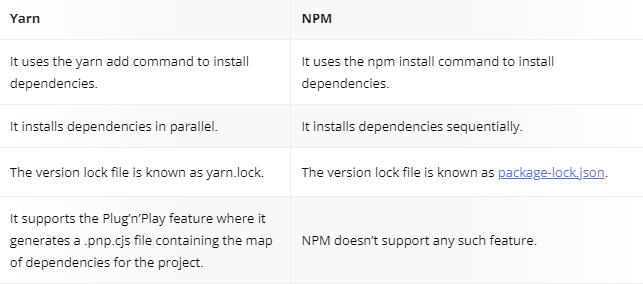 Yarn
NPM
It uses the yarn add command to install
dependencies.
It uses the npm install command to install
dependencies.
It installs dependencies in parallel.
It installs dependencies sequentially.
The version lock file is known as yarn.lock.
The version lock file is known as package-lock.json.
It supports the Plug’n’Play feature where it
generates a .pnp.cjs file containing the map
of dependencies for the project.
NPM doesn’t support any such feature.